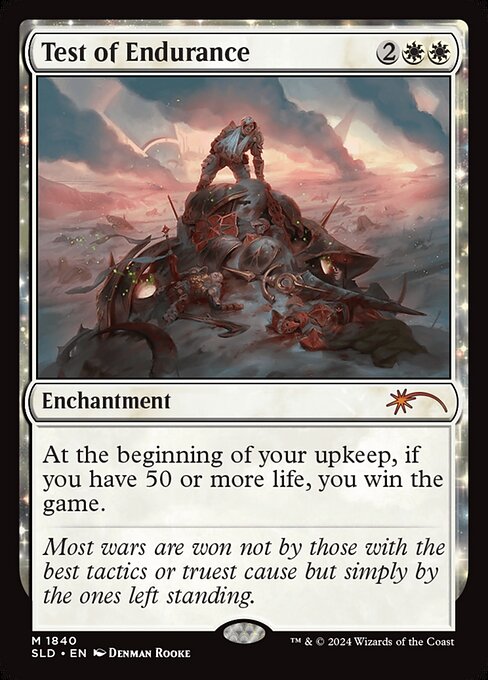 Test of Endurance 2
Enchantment
At the beginning of your upkeep, if
you have 50 or more life, you win the
game.
Most wars are won not by those with the
best tactics or truest cause but simply by
the ones left standing.
M 1840
SLD • EN Denman Rooke
™ & © 2024 Wizards of the Coast